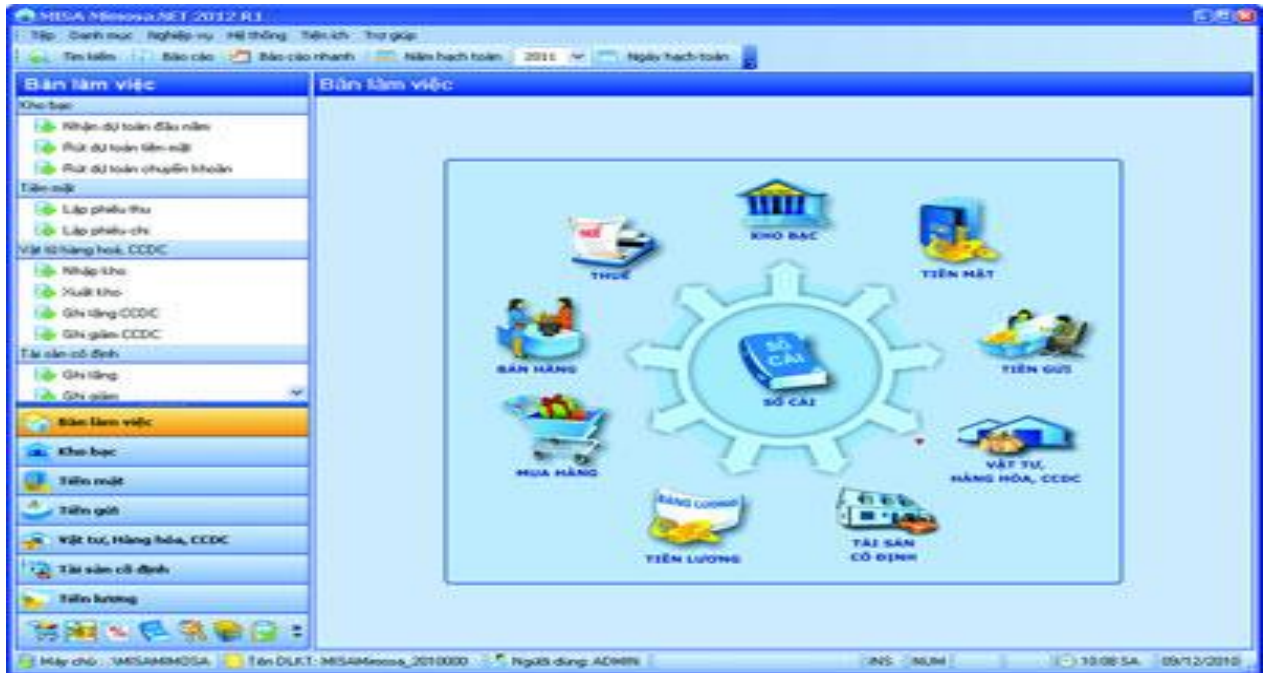 MISA Mimosa.NET 2012 R1
Tệp Danh mục Nghiệp vụ Hệ thống Tiện ích Trợ giúp
Tìm kiếm Báo cáo Báo cáo nhanh Năm hạch toán 2011 Ngày hạch toán
Bàn làm việc
Bàn làm việc
Kho bạc
Nhận dự toán đầu năm
Rút dự toán tiền mặt
Rút dự toán chuyển khoản
Tiền mặt
Lập phiếu thu
Lập phiếu chi
Vật tư hàng hoá, CCDC
Nhập kho
Xuất kho
Ghi tăng CCDC
Ghi giảm CCDC
Tài sản cố định
Ghi tăng
Ghi giảm
Bàn làm việc
Kho bạc
Tiền mặt
Tiền gửi
Vật tư, Hàng hóa, CCDC
Tài sản cố định
Tiền lương
KHO BẠC
TIỀN MẶT
TIỀN GỬI
VẬT TƯ,
HÀNG HÓA, CCDC
TÀI SẢN
CỐ ĐỊNH
BẢNG LƯƠNG
TIỀN LƯƠNG
MUA HÀNG
BÁN HÀNG
THUẾ
SỔ
CÁI
SỔ CÁI
Máy chủ : .\MISAMIMOSA Tên DLKT: MISAMimosa_2010000 Người dùng: ADMIN INS NUM 10:08 SA 09/12/2010